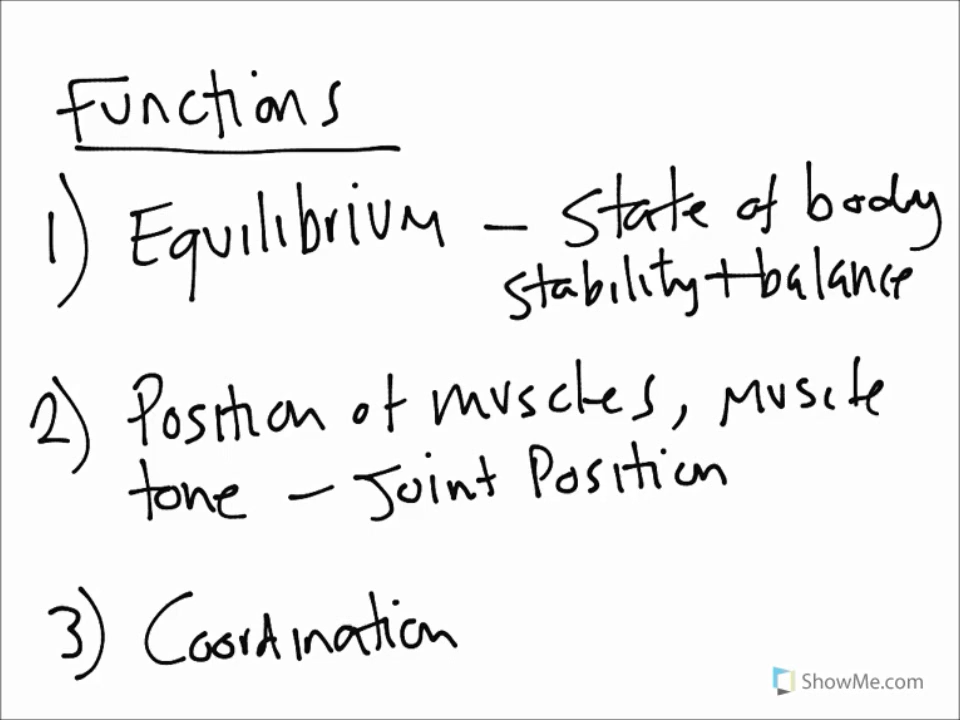 Functions
1) Equilibrium – State of body
stability + balance
2) Position of muscles, muscle
tone – Joint Position
3) Coordination
ShowMe.com